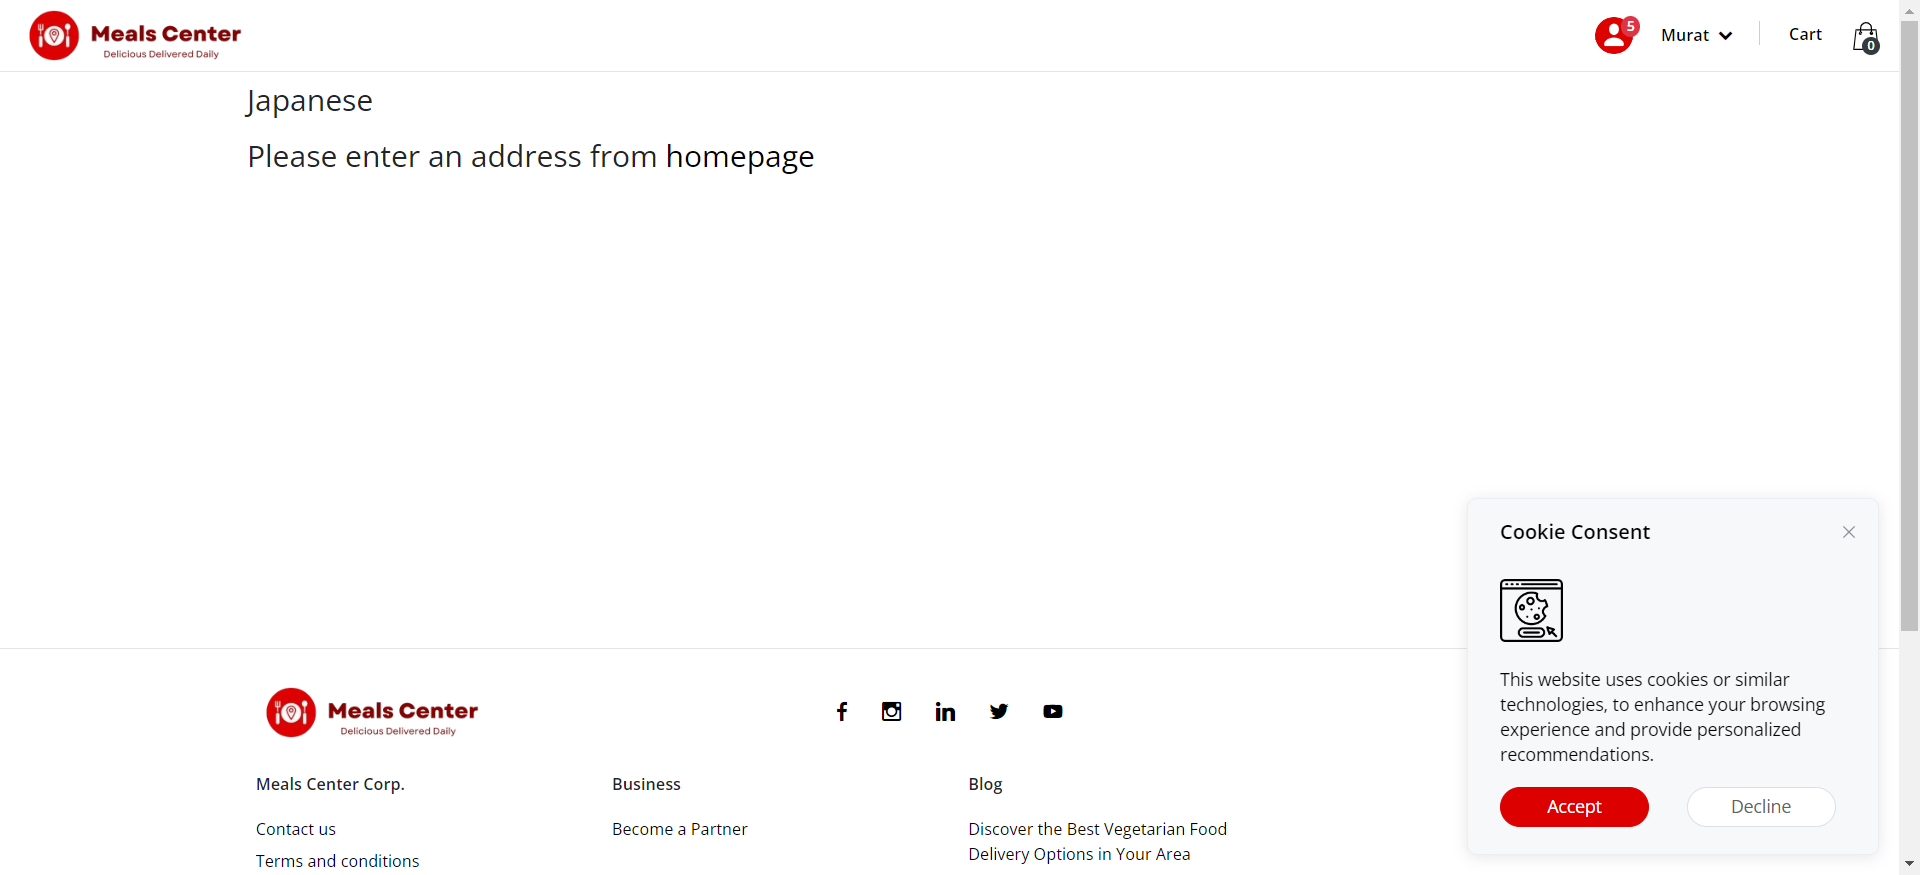 Meals Center
Delicious Delivered Daily
5
Murat
Cart
0
Japanese
Please enter an address from homepage
Cookie Consent
This website uses cookies or similar
technologies, to enhance your browsing
experience and provide personalized
recommendations.
Accept
Decline
Meals Center
Delicious Delivered Daily
Meals Center Corp.
Contact us
Terms and conditions
Business
Become a Partner
Blog
Discover the Best Vegetarian Food
Delivery Options in Your Area